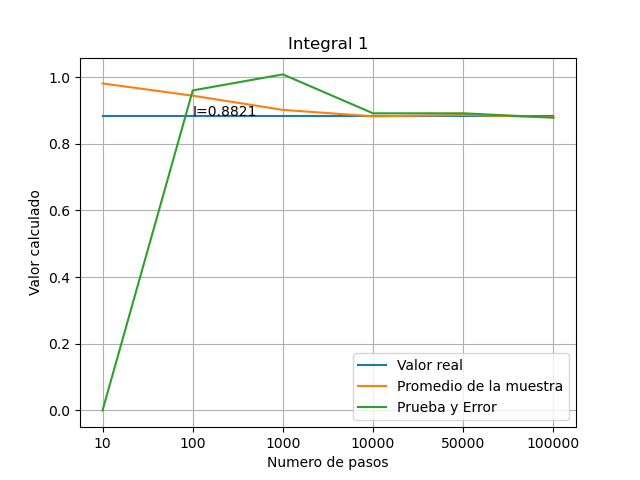 Integral 1
Valor calculado
1.0
0.8
0.6
0.4
0.2
0.0
I=0.8821
Valor real
Promedio de la muestra
Prueba y Error
10 100 1000 10000 50000 100000
Numero de pasos